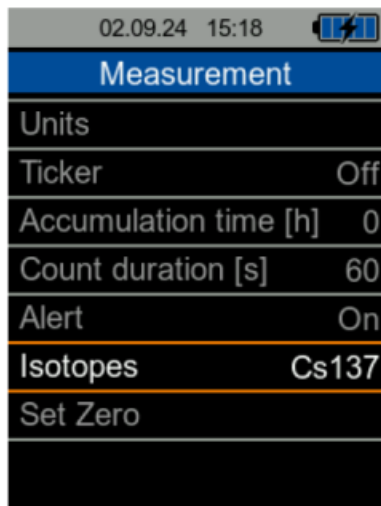 02.09.24 15:18
Measurement
Units
Ticker Off
Accumulation time [h] 0
Count duration [s] 60
Alert On
Isotopes Cs137
Set Zero